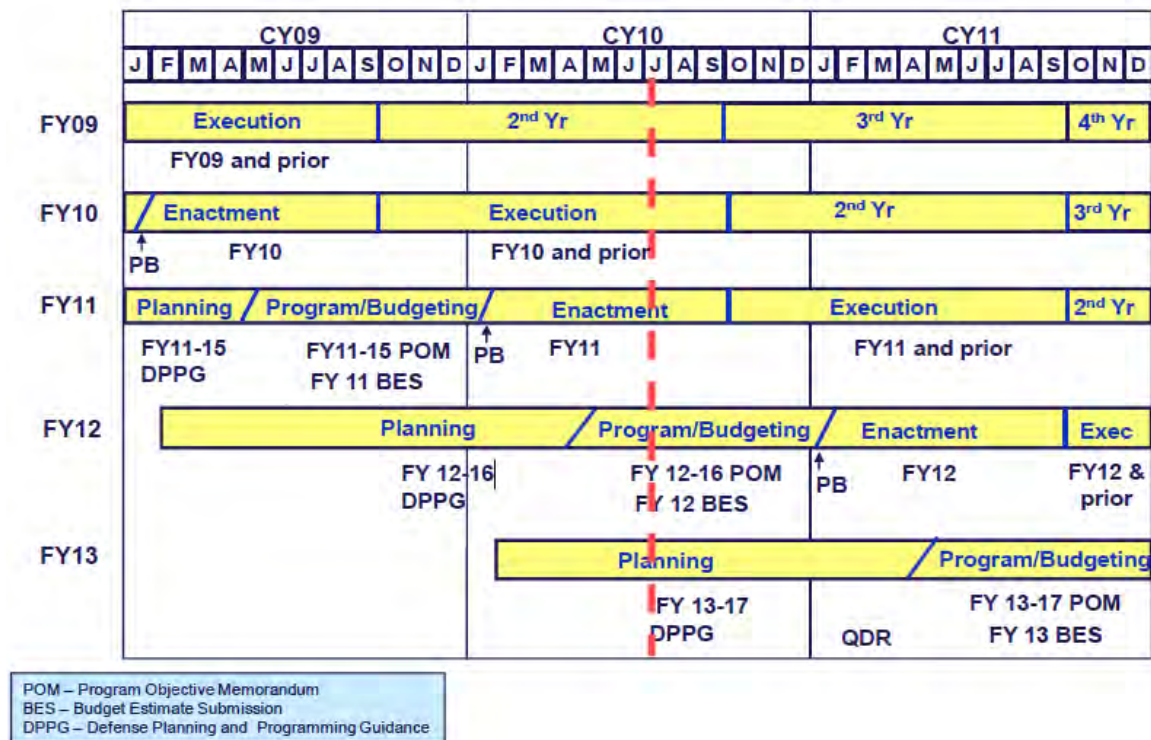 CY09 CY10 CY11
J F M A M J J A S O N D J F M A M J J A S O N D J F M A M J J A S O N D
FY09 Execution 2nd Yr 3rd Yr 4th Yr
FY09 and prior
FY10 Enactment Execution 2nd Yr 3rd Yr
PB FY10 FY10 and prior
FY11 Planning Program/Budgeting Enactment Execution 2nd Yr
FY11-15 DPPG
FY11-15 POM
FY 11 BES
PB FY11 FY11 and prior
FY12 Planning Program/Budgeting Enactment Exec
FY 12-16
DPPG
FY 12-16 POM
FY 12 BES
PB FY12 FY12 &
prior
FY13 Planning Program/Budgeting
FY 13-17
DPPG
QDR
FY 13-17 POM
FY 13 BES
POM – Program Objective Memorandum
BES – Budget Estimate Submission
DPPG – Defense Planning and Programming Guidance